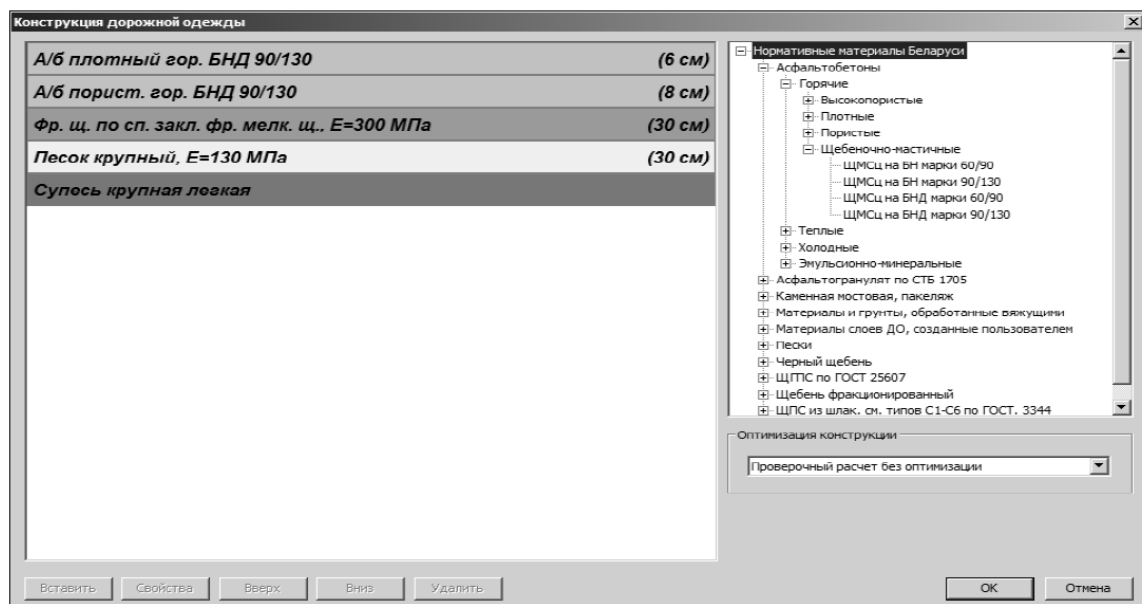 Конструкция дорожной одежды
А/б плотный гор. БНД 90/130 (6 см)
А/б порист. гор. БНД 90/130 (8 см)
Фр. щ. по сп. закл. фр. мелк. щ., E=300 МПа (30 см)
Песок крупный, E=130 МПа (30 см)
Супесь крупная легкая
Нормативные материалы Беларуси
Асфальтобетоны
Горячие
Высокопористые
Плотные
Пористые
Щебеночно-мастичные
ЩМСц на БН марки 60/90
ЩМСц на БН марки 90/130
ЩМСц на БНД марки 60/90
ЩМСц на БНД марки 90/130
Теплые
Холодные
Эмульсионно-минеральные
Асфальтогранулят по СТБ 1705
Каменная мостовая, пакеляж
Материалы и грунты, обработанные вяжущими
Материалы слоев ДО, созданные пользователем
Пески
Черный щебень
ЩГПС по ГОСТ 25607
Щебень фракционированный
ЩПС из шлак. см. типов С1-С6 по ГОСТ. 3344
Оптимизация конструкции
Проверочный расчет без оптимизации
Вставить Свойства Вверх Вниз Удалить OK Отмена